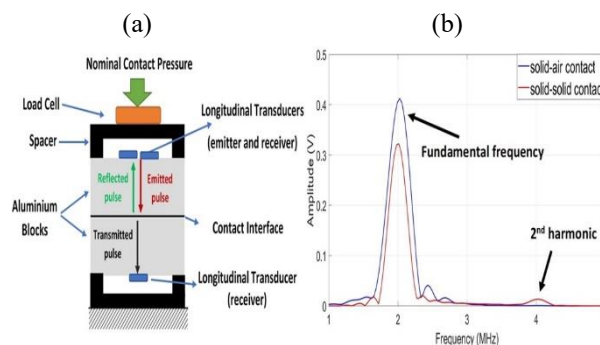 (a)
Nominal Contact Pressure
Load Cell
Spacer
Longitudinal Transducers
(emitter and receiver)
Reflected
pulse
Emitted
pulse
Aluminium
Blocks
Contact Interface
Transmitted
pulse
Longitudinal Transducer
(receiver)
(b)
0.5
0.4
0.3
0.2
0.1
0
Amplitude (V)
1
2
3
4
Frequency (MHz)
solid-air contact
solid-solid contact
Fundamental frequency
2nd harmonic